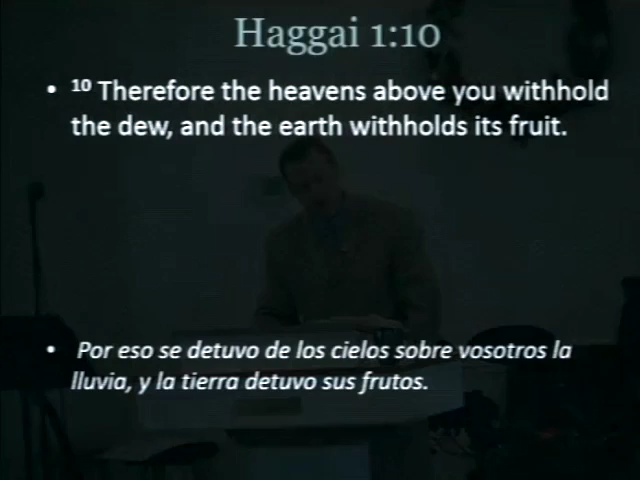 Haggai 1:10
• ¹⁰ Therefore the heavens above you withhold
the dew, and the earth withholds its fruit.
• Por eso se detuvo de los cielos sobre vosotros la
lluvia, y la tierra detuvo sus frutos.